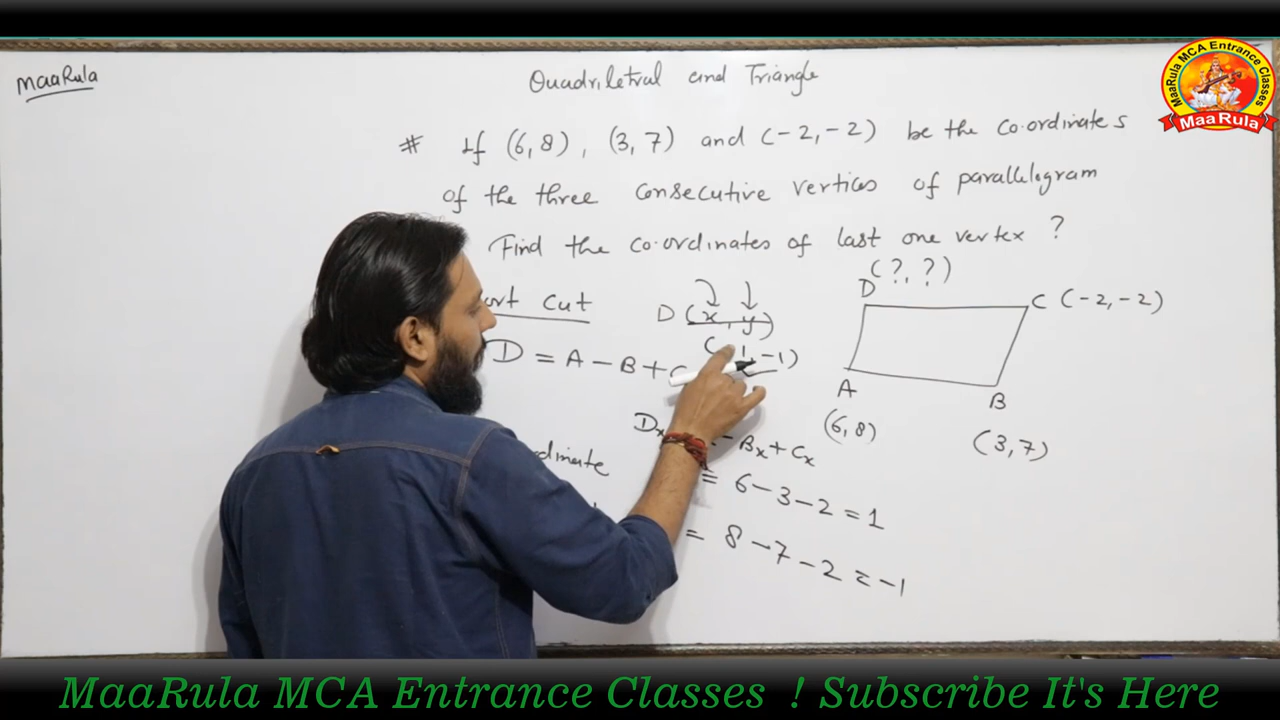 MaaRula
Quadriletral and Triangle
MaaRula MCA Entrance Classes
MaaRula
# If (6,8), (3,7) and (-2,-2) be the co.ordinates
of the three consecutive vertices of parallelogram
Find the co.ordinates of last one vertex ?
cut
D = A - B + C
D (x, y)
, -1)
- Bx + Cx
= 6 - 3 - 2 = 1
= 8 - 7 - 2 = -1
(?, ?)
D
C (-2, -2)
A
B
(6, 8)
(3, 7)
MaaRula MCA Entrance Classes ! Subscribe It's Here